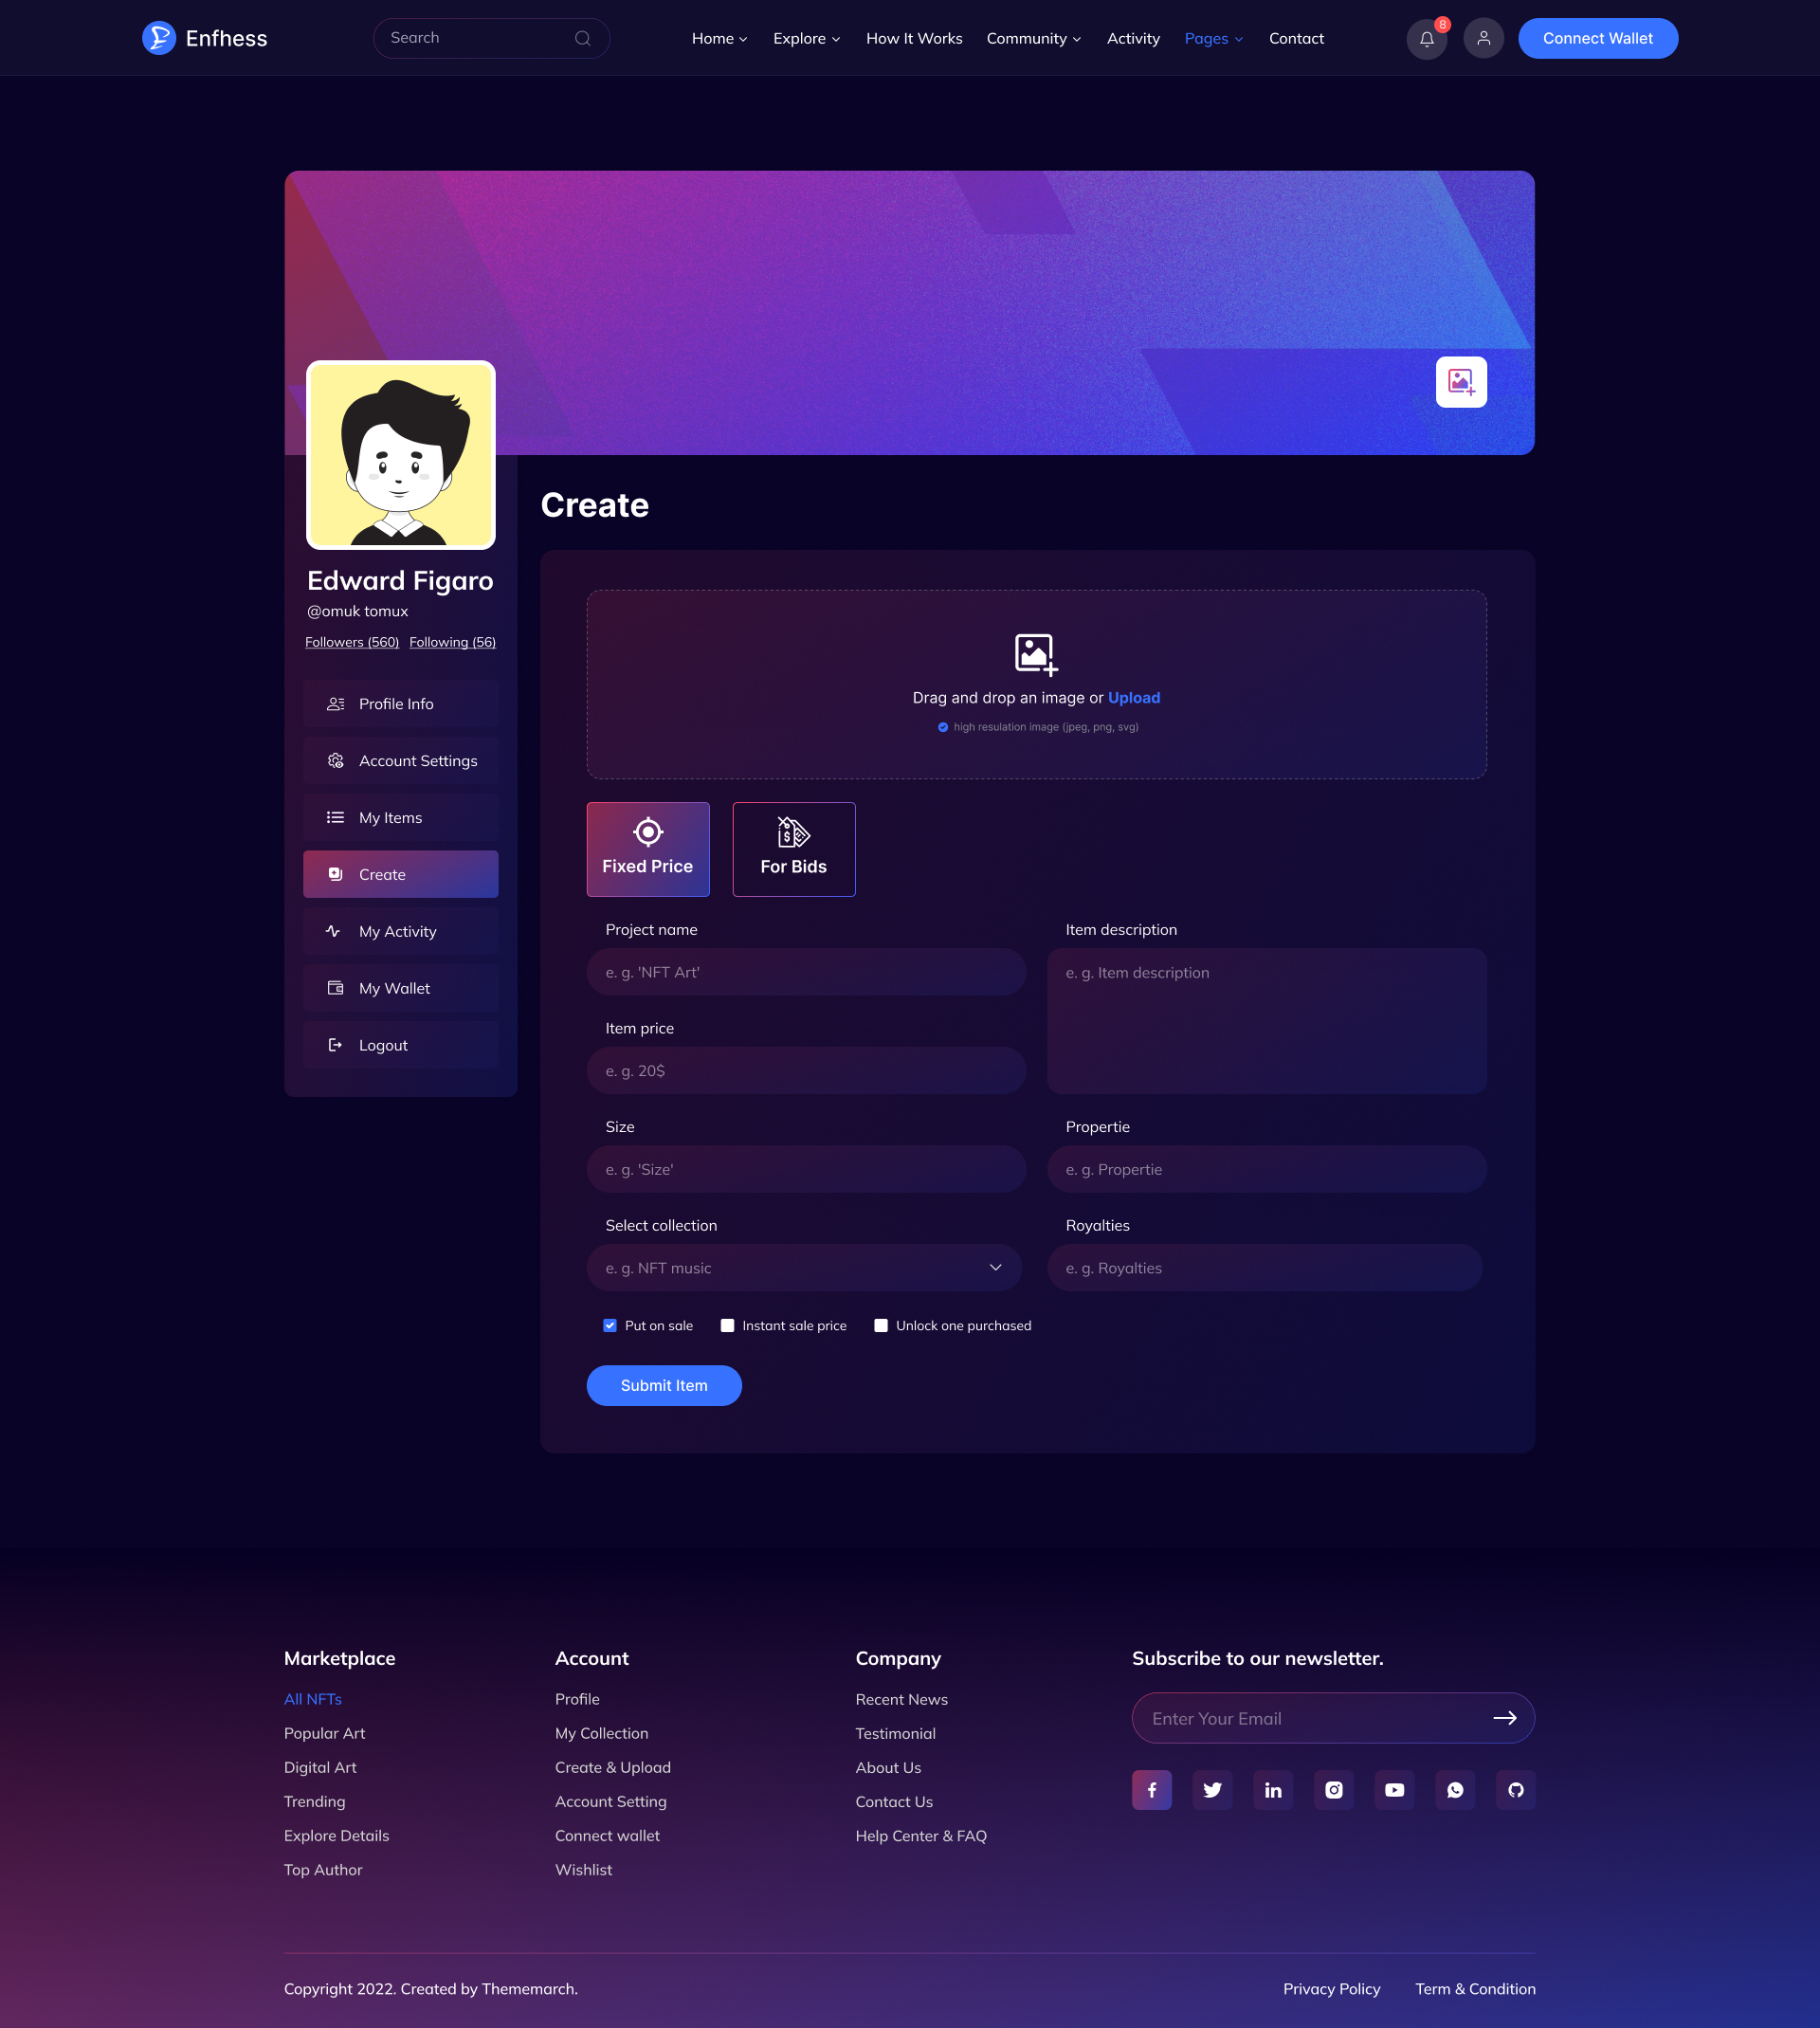 Enfhess
Search
Home
Explore
How It Works
Community
Activity
Pages
Contact
8
Connect Wallet
Edward Figaro
@omuk tomux
Followers (560) Following (56)
Profile Info
Account Settings
My Items
Create
My Activity
My Wallet
Logout
Create
Drag and drop an image or Upload
high resulation image (jpeg, png, svg)
Fixed Price
For Bids
Project name
e. g. 'NFT Art'
Item description
e. g. Item description
Item price
e. g. 20$
Size
e. g. 'Size'
Propertie
e. g. Propertie
Select collection
e. g. NFT music
Royalties
e. g. Royalties
Put on sale
Instant sale price
Unlock one purchased
Submit Item
Marketplace
All NFTs
Popular Art
Digital Art
Trending
Explore Details
Top Author
Account
Profile
My Collection
Create & Upload
Account Setting
Connect wallet
Wishlist
Company
Recent News
Testimonial
About Us
Contact Us
Help Center & FAQ
Subscribe to our newsletter.
Enter Your Email
Copyright 2022. Created by Thememarch.
Privacy Policy
Term & Condition